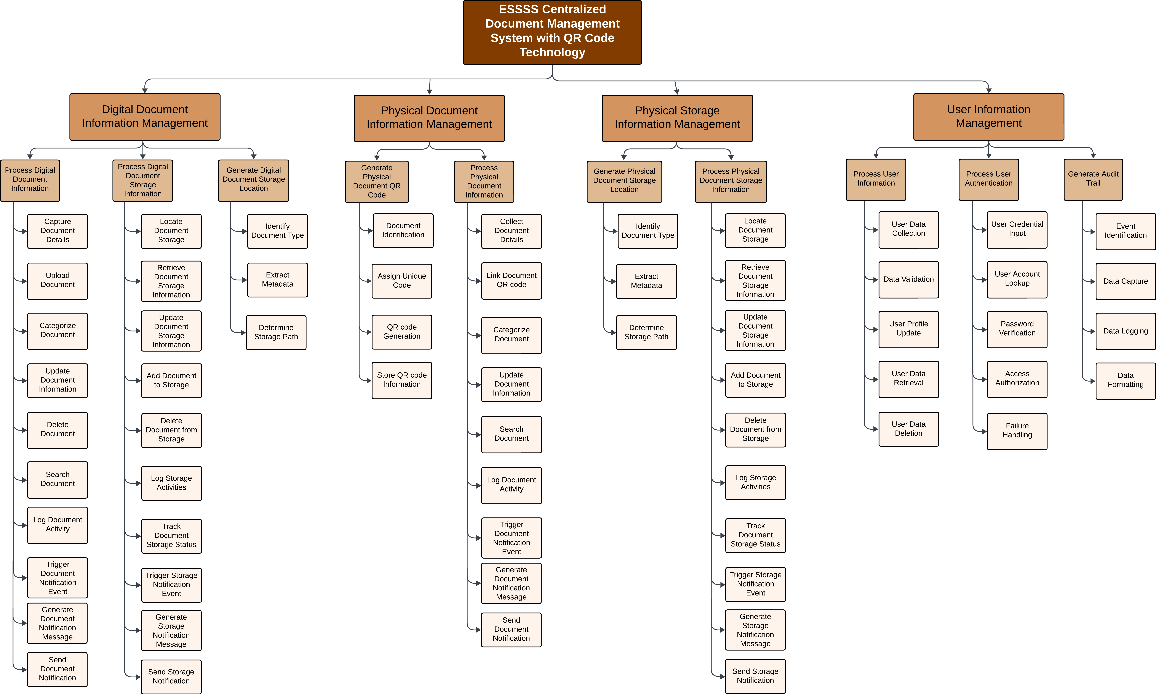 ESSSS Centralized
Document Management
System with QR Code
Technology
Digital Document
Information Management
Physical Document
Information Management
Physical Storage
Information Management
User Information
Management
Process Digital
Document
Information
Process Digital
Document
Storage
Information
Generate Digital
Document Storage
Location
Generate
Physical
Document QR
Code
Process
Physical
Document
Information
Generate Physical
Document Storage
Location
Process Physical
Document Storage
Information
Process User
Information
Process User
Authentication
Generate Audit
Trail
Capture
Document
Details
Upload
Document
Categorize
Document
Update
Document
Information
Delete
Document
Search
Document
Log Document
Activity
Trigger
Document
Notification
Event
Generate
Document
Notification
Message
Send
Document
Notification
Locate
Document
Storage
Retrieve
Document
Storage
Information
Update
Document
Storage
Information
Add Document
to Storage
Delete
Document from
Storage
Log Storage
Activities
Track
Document
Storage Status
Trigger Storage
Notification
Event
Generate
Storage
Notification
Message
Send Storage
Notification
Identify
Document Type
Extract
Metadata
Determine
Storage Path
Document
Identification
Assign Unique
Code
QR code
Generation
Store QR code
Information
Collect
Document
Details
Link Document
QR code
Categorize
Document
Update
Document
Information
Search
Document
Log Document
Activity
Trigger
Document
Notification
Event
Generate
Document
Notification
Message
Send
Document
Notification
Identify
Document Type
Extract
Metadata
Determine
Storage Path
Locate
Document
Storage
Retrieve
Document
Storage
Information
Update
Document
Storage
Information
Add Document
to Storage
Delete
Document from
Storage
Log Storage
Activities
Track
Document
Storage Status
Trigger Storage
Notification
Event
Generate
Storage
Notification
Message
Send Storage
Notification
User Data
Collection
Data Validation
User Profile
Update
User Data
Retrieval
User Data
Deletion
User Credential
Input
User Account
Lookup
Password
Verification
Access
Authorization
Failure
Handling
Event
Identification
Data Capture
Data Logging
Data
Formatting